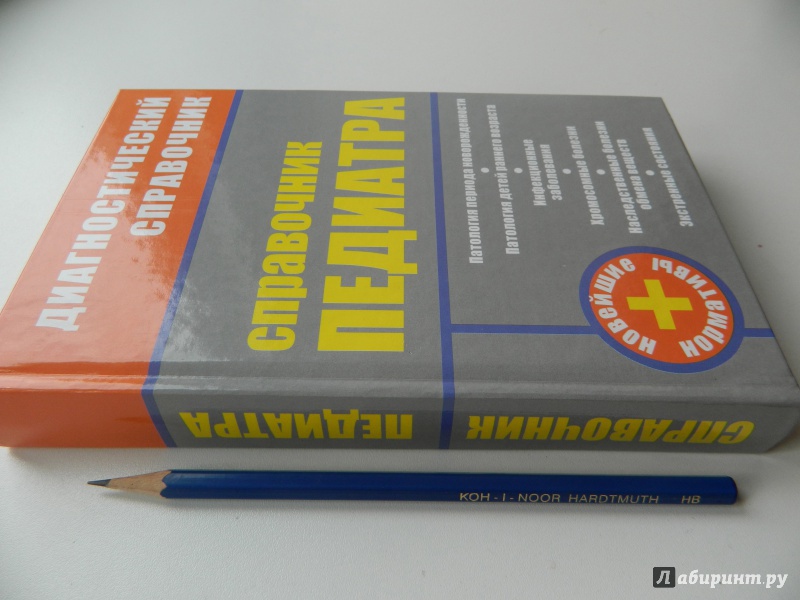 ДИАГНОСТИЧЕСКИЙ
СПРАВОЧНИК
справочник
ПЕДИАТРА
Патология периода новорожденности
•
Патология детей раннего возраста
•
Инфекционные
заболевания
•
Хромосомные болезни
•
Наследственные болезни
обмена веществ
•
Экстренные состояния
новейшие
нормативы
СПРАВОЧНИК ПЕДИАТРА
KOH-I-NOOR HARDTMUTH HB
Лабиринт.ру